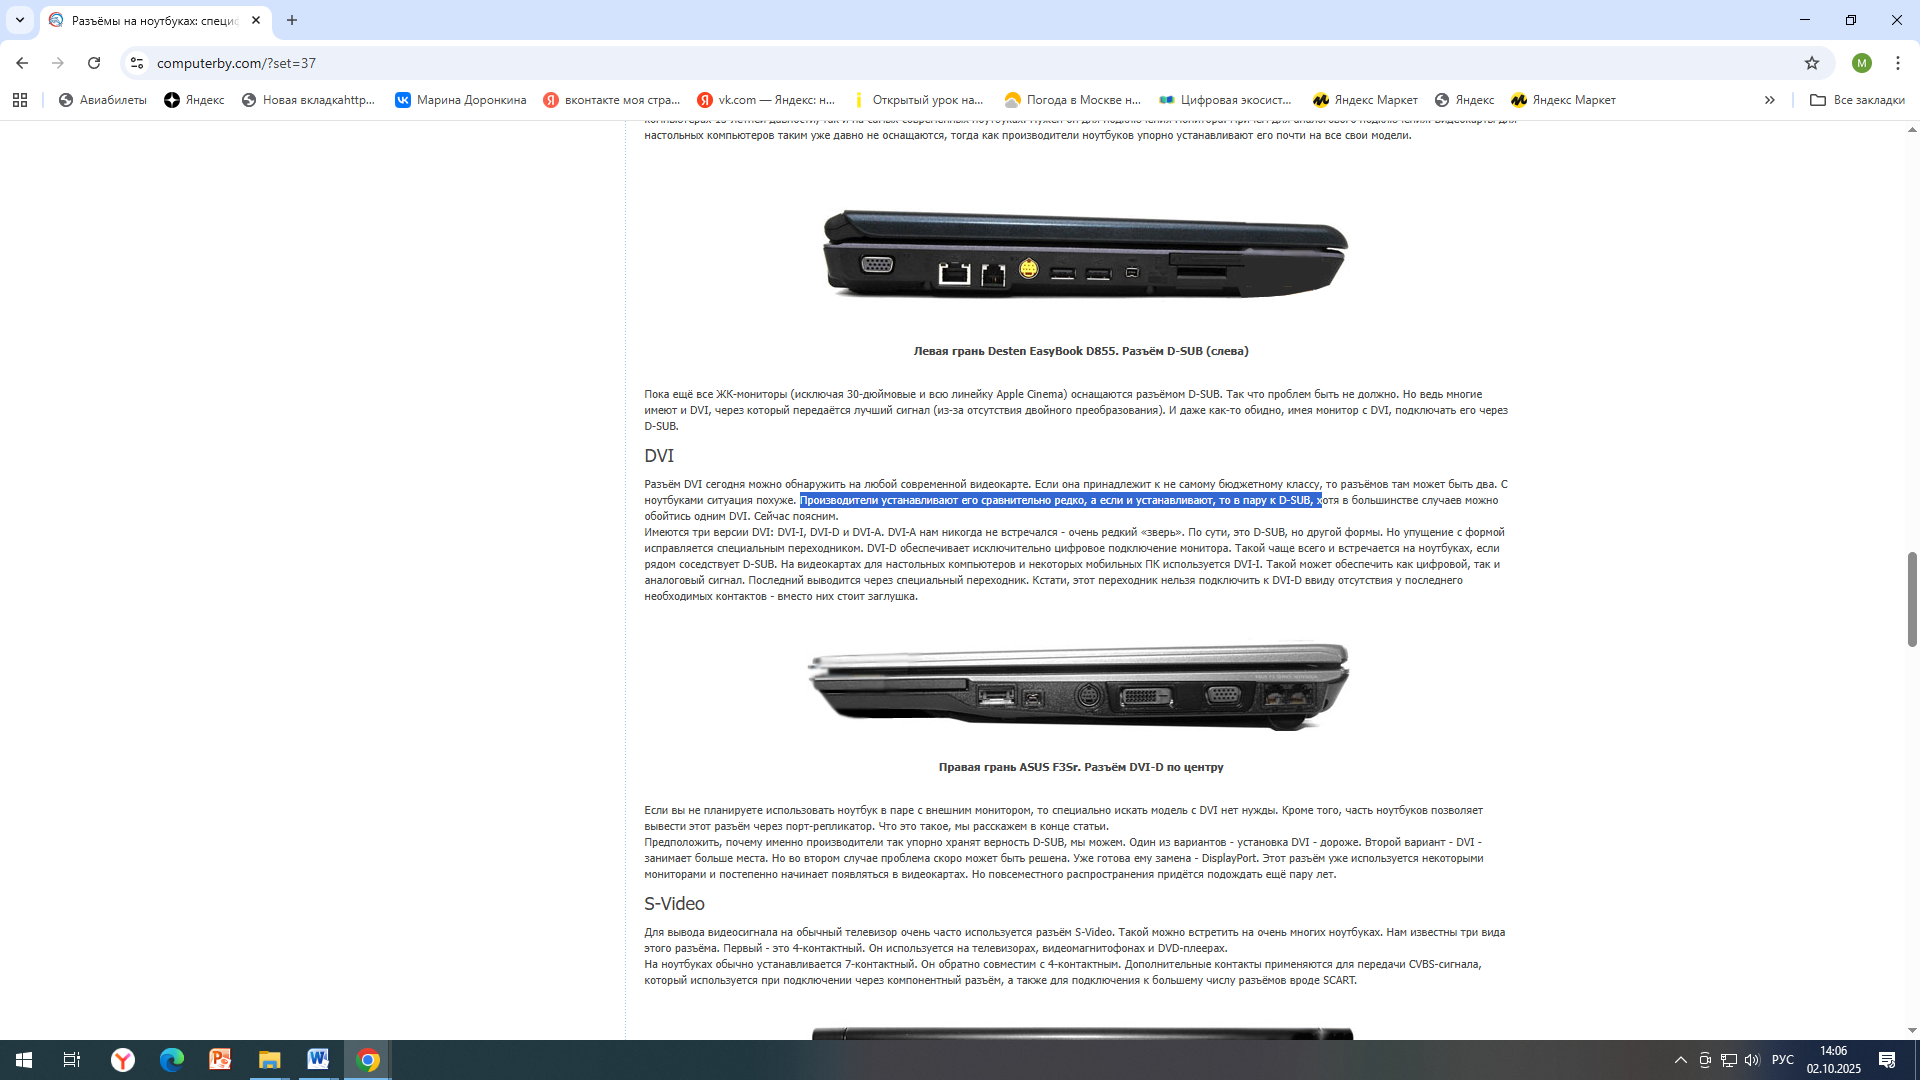 Разъёмы на ноутбуках: специс
computerby.com/?set=37
M
Авиабилеты
Яндекс
Новая вкладкаhttp...
Марина Доронкина
вконтакте моя стра...
vk.com — Яндекс: н...
Открытый урок на...
Погода в Москве н...
Цифровая экосист...
Яндекс Маркет
Яндекс
Яндекс Маркет
Все закладки
компьютерах 15-летней давности, так и на самых современных ноутбуках. Нужен он для подключения монитора. Причём для аналогового подключения. Видеокарты для
настольных компьютеров таким уже давно не оснащаются, тогда как производители ноутбуков упорно устанавливают его почти на все свои модели.
Левая грань Desten EasyBook D855. Разъём D-SUB (слева)
Пока ещё все ЖК-мониторы (исключая 30-дюймовые и всю линейку Apple Cinema) оснащаются разъёмом D-SUB. Так что проблем быть не должно. Но ведь многие
имеют и DVI, через который передаётся лучший сигнал (из-за отсутствия двойного преобразования). И даже как-то обидно, имея монитор с DVI, подключать его через
D-SUB.
DVI
Разъём DVI сегодня можно обнаружить на любой современной видеокарте. Если она принадлежит к не самому бюджетному классу, то разъёмов там может быть два. С
ноутбуками ситуация похуже. Производители устанавливают его сравнительно редко, а если и устанавливают, то в пару к D-SUB, хотя в большинстве случаев можно
обойтись одним DVI. Сейчас поясним.
Имеются три версии DVI: DVI-I, DVI-D и DVI-A. DVI-A нам никогда не встречался - очень редкий «зверь». По сути, это D-SUB, но другой формы. Но упущение с формой
исправляется специальным переходником. DVI-D обеспечивает исключительно цифровое подключение монитора. Такой чаще всего и встречается на ноутбуках, если
рядом соседствует D-SUB. На видеокартах для настольных компьютеров и некоторых мобильных ПК используется DVI-I. Такой может обеспечить как цифровой, так и
аналоговый сигнал. Последний выводится через специальный переходник. Кстати, этот переходник нельзя подключить к DVI-D ввиду отсутствия у последнего
необходимых контактов - вместо них стоит заглушка.
Правая грань ASUS F3Sr. Разъём DVI-D по центру
Если вы не планируете использовать ноутбук в паре с внешним монитором, то специально искать модель с DVI нет нужды. Кроме того, часть ноутбуков позволяет
вывести этот разъём через порт-репликатор. Что это такое, мы расскажем в конце статьи.
Предположить, почему именно производители так упорно хранят верность D-SUB, мы можем. Один из вариантов - установка DVI - дороже. Второй вариант - DVI -
занимает больше места. Но во втором случае проблема скоро может быть решена. Уже готова ему замена - DisplayPort. Этот разъём уже используется некоторыми
мониторами и постепенно начинает появляться в видеокартах. Но повсеместного распространения придётся подождать ещё пару лет.
S-Video
Для вывода видеосигнала на обычный телевизор очень часто используется разъём S-Video. Такой можно встретить на очень многих ноутбуках. Нам известны три вида
этого разъёма. Первый - это 4-контактный. Он используется на телевизорах, видеомагнитофонах и DVD-плеерах.
На ноутбуках обычно устанавливается 7-контактный. Он обратно совместим с 4-контактным. Дополнительные контакты применяются для передачи CVBS-сигнала,
который используется при подключении через компонентный разъём, а также для подключения к большему числу разъёмов вроде SCART.
РУС
14:06
02.10.2025